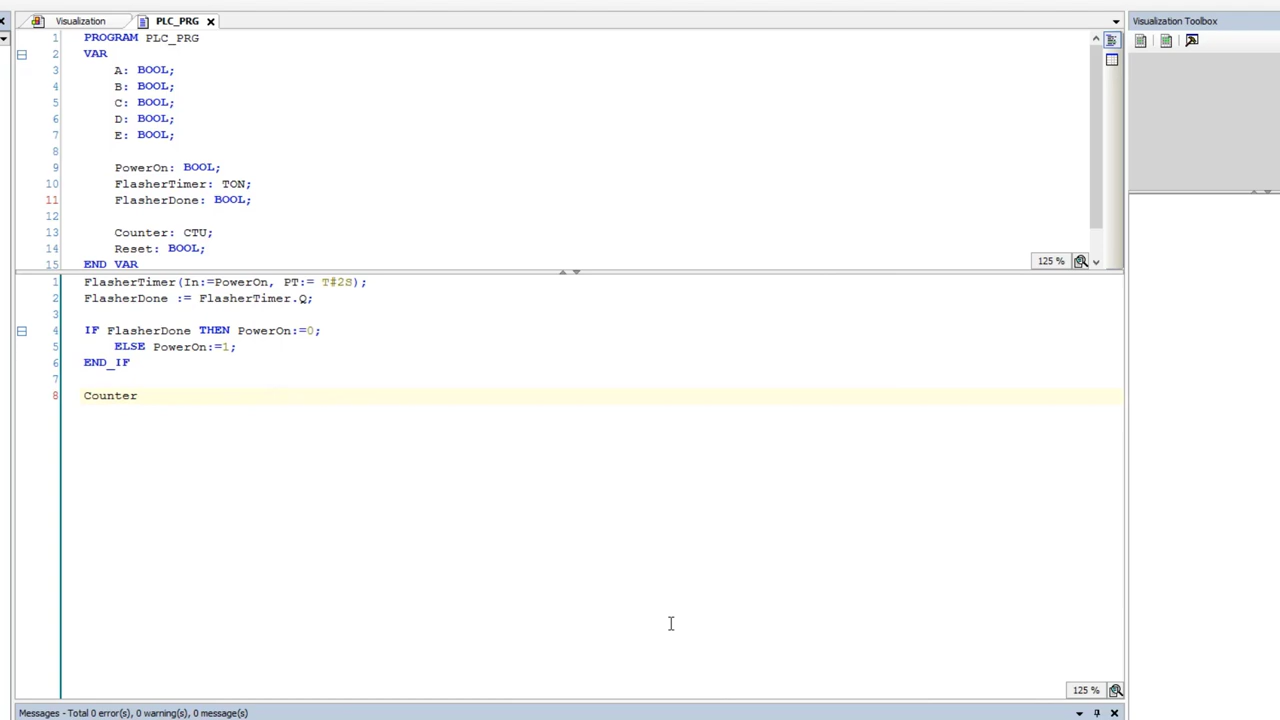 Visualization
PLC_PRG
Visualization Toolbox
1 PROGRAM PLC_PRG
2 VAR
3 A: BOOL;
4 B: BOOL;
5 C: BOOL;
6 D: BOOL;
7 E: BOOL;
8
9 PowerOn: BOOL;
10 FlasherTimer: TON;
11 FlasherDone: BOOL;
12
13 Counter: CTU;
14 Reset: BOOL;
15 END_VAR
125 %
1 FlasherTimer(In:=PowerOn, PT:= T#2S);
2 FlasherDone := FlasherTimer.Q;
3
4 IF FlasherDone THEN PowerOn:=0;
5 ELSE PowerOn:=1;
6 END_IF
7
8 Counter
125 %
Messages - Total 0 error(s), 0 warning(s), 0 message(s)